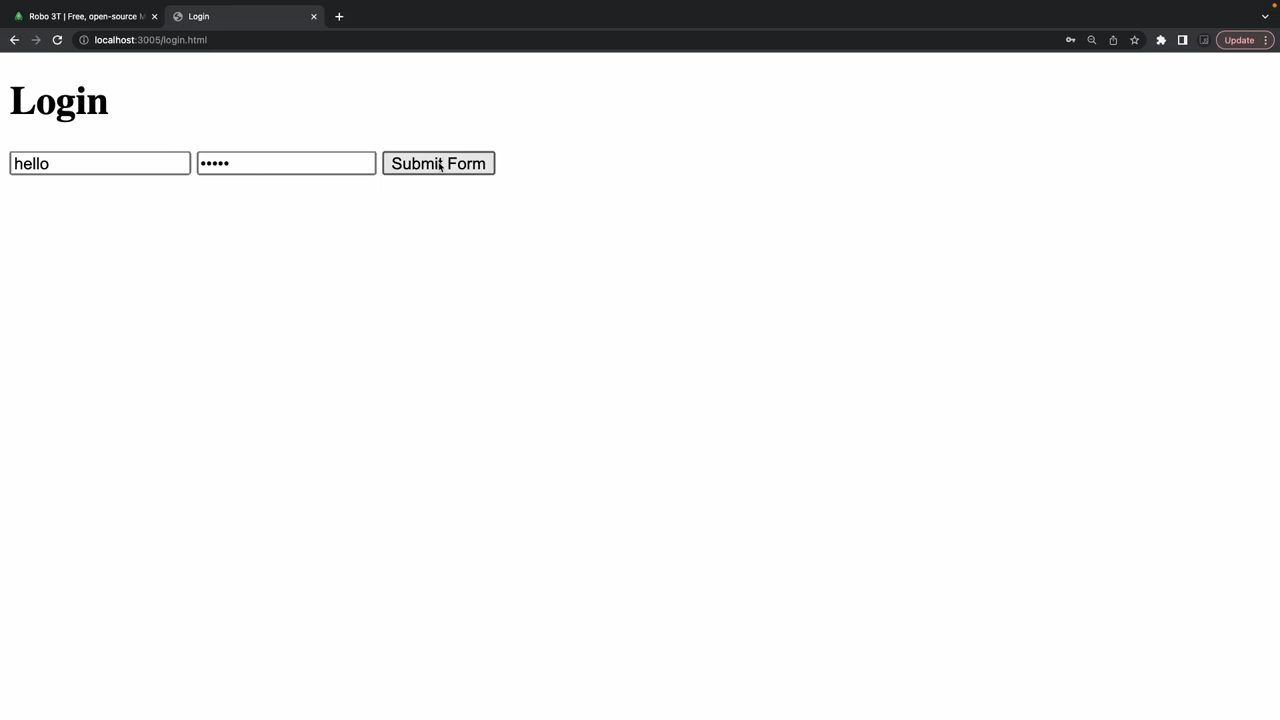 Robo 3T | Free, open-source M
Login
localhost:3005/login.html
Update
Login
hello ••••• Submit Form